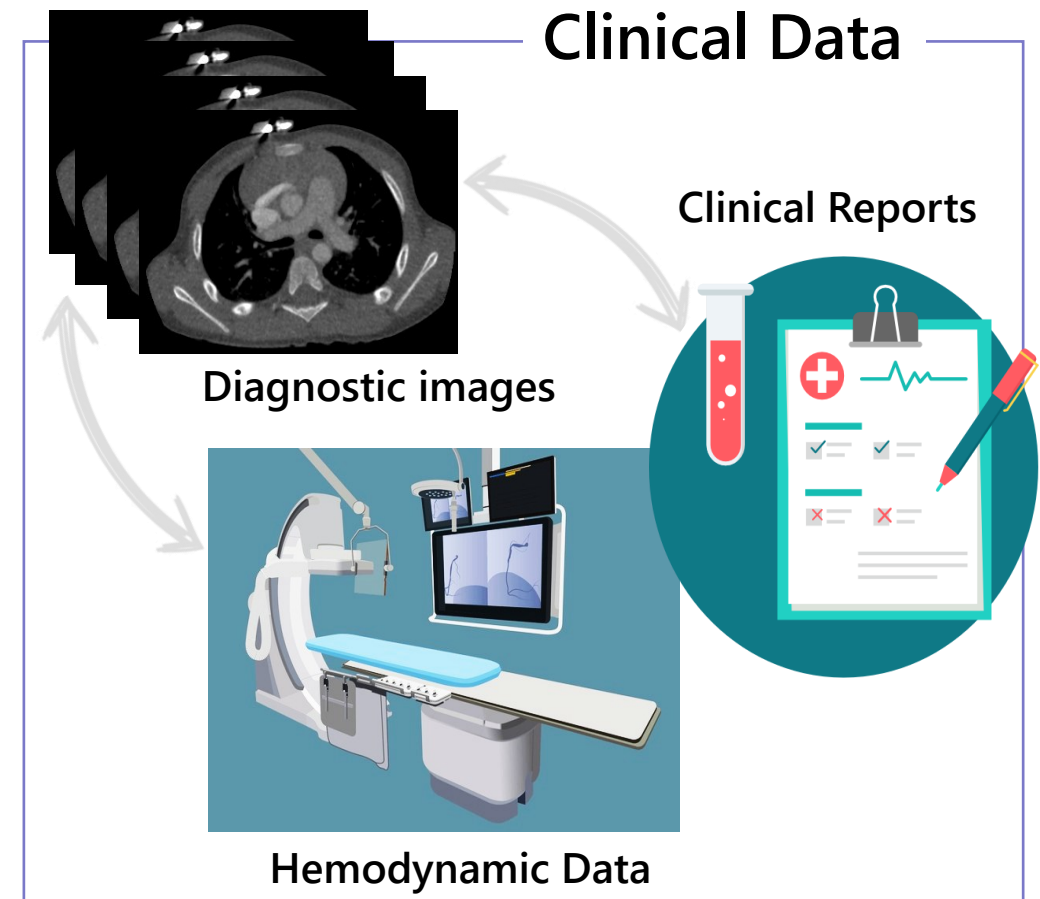 Clinical Data
Clinical Reports
Diagnostic images
Hemodynamic Data